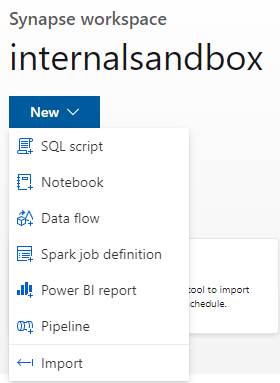 Synapse workspace
internalsandbox
New
SQL script
Notebook
Data flow
Spark job definition
Power BI report
tool to import
schedule.
Pipeline
Import